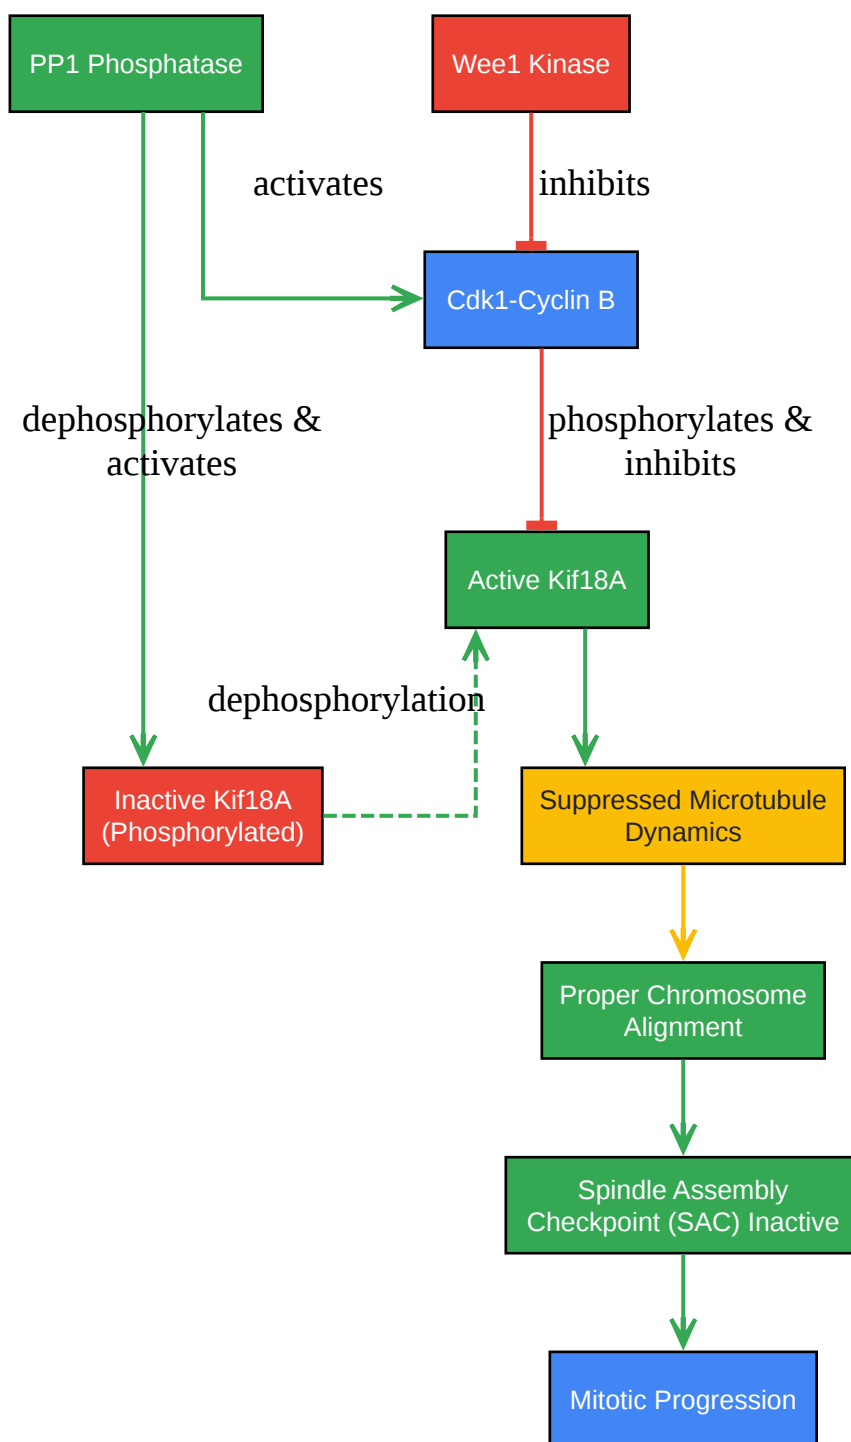 PP1 Phosphatase
Wee1 Kinase
activates
inhibits
Cdk1-Cyclin B
dephosphorylates &
activates
phosphorylates &
inhibits
Active Kif18A
dephosphorylation
Inactive Kif18A
(Phosphorylated)
Suppressed Microtubule
Dynamics
Proper Chromosome
Alignment
Spindle Assembly
Checkpoint (SAC) Inactive
Mitotic Progression